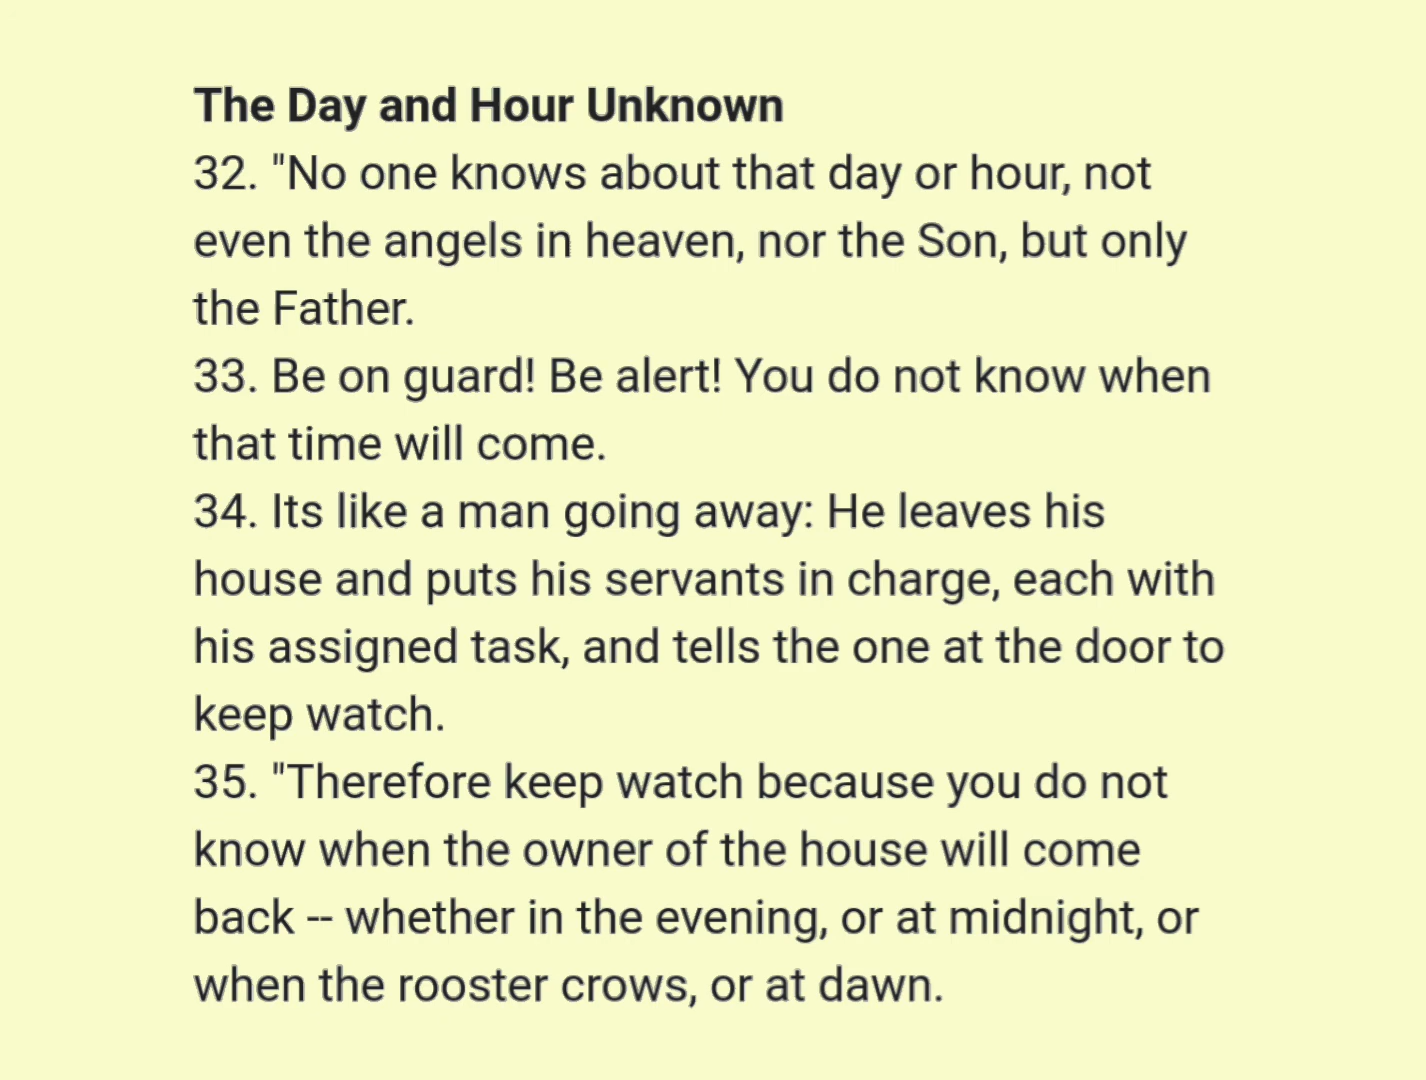 The Day and Hour Unknown
32. "No one knows about that day or hour, not
even the angels in heaven, nor the Son, but only
the Father.
33. Be on guard! Be alert! You do not know when
that time will come.
34. Its like a man going away: He leaves his
house and puts his servants in charge, each with
his assigned task, and tells the one at the door to
keep watch.
35. "Therefore keep watch because you do not
know when the owner of the house will come
back -- whether in the evening, or at midnight, or
when the rooster crows, or at dawn.